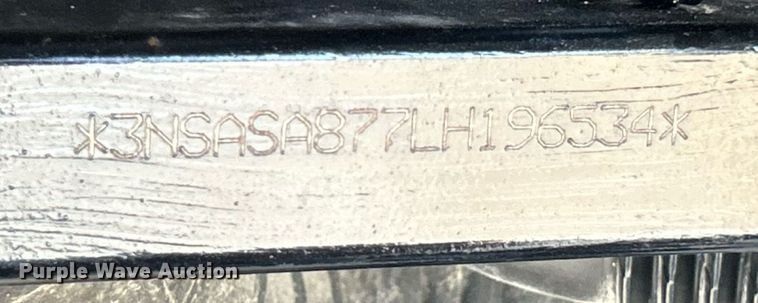 *3NSASA877LH196534*
Purple Wave Auction